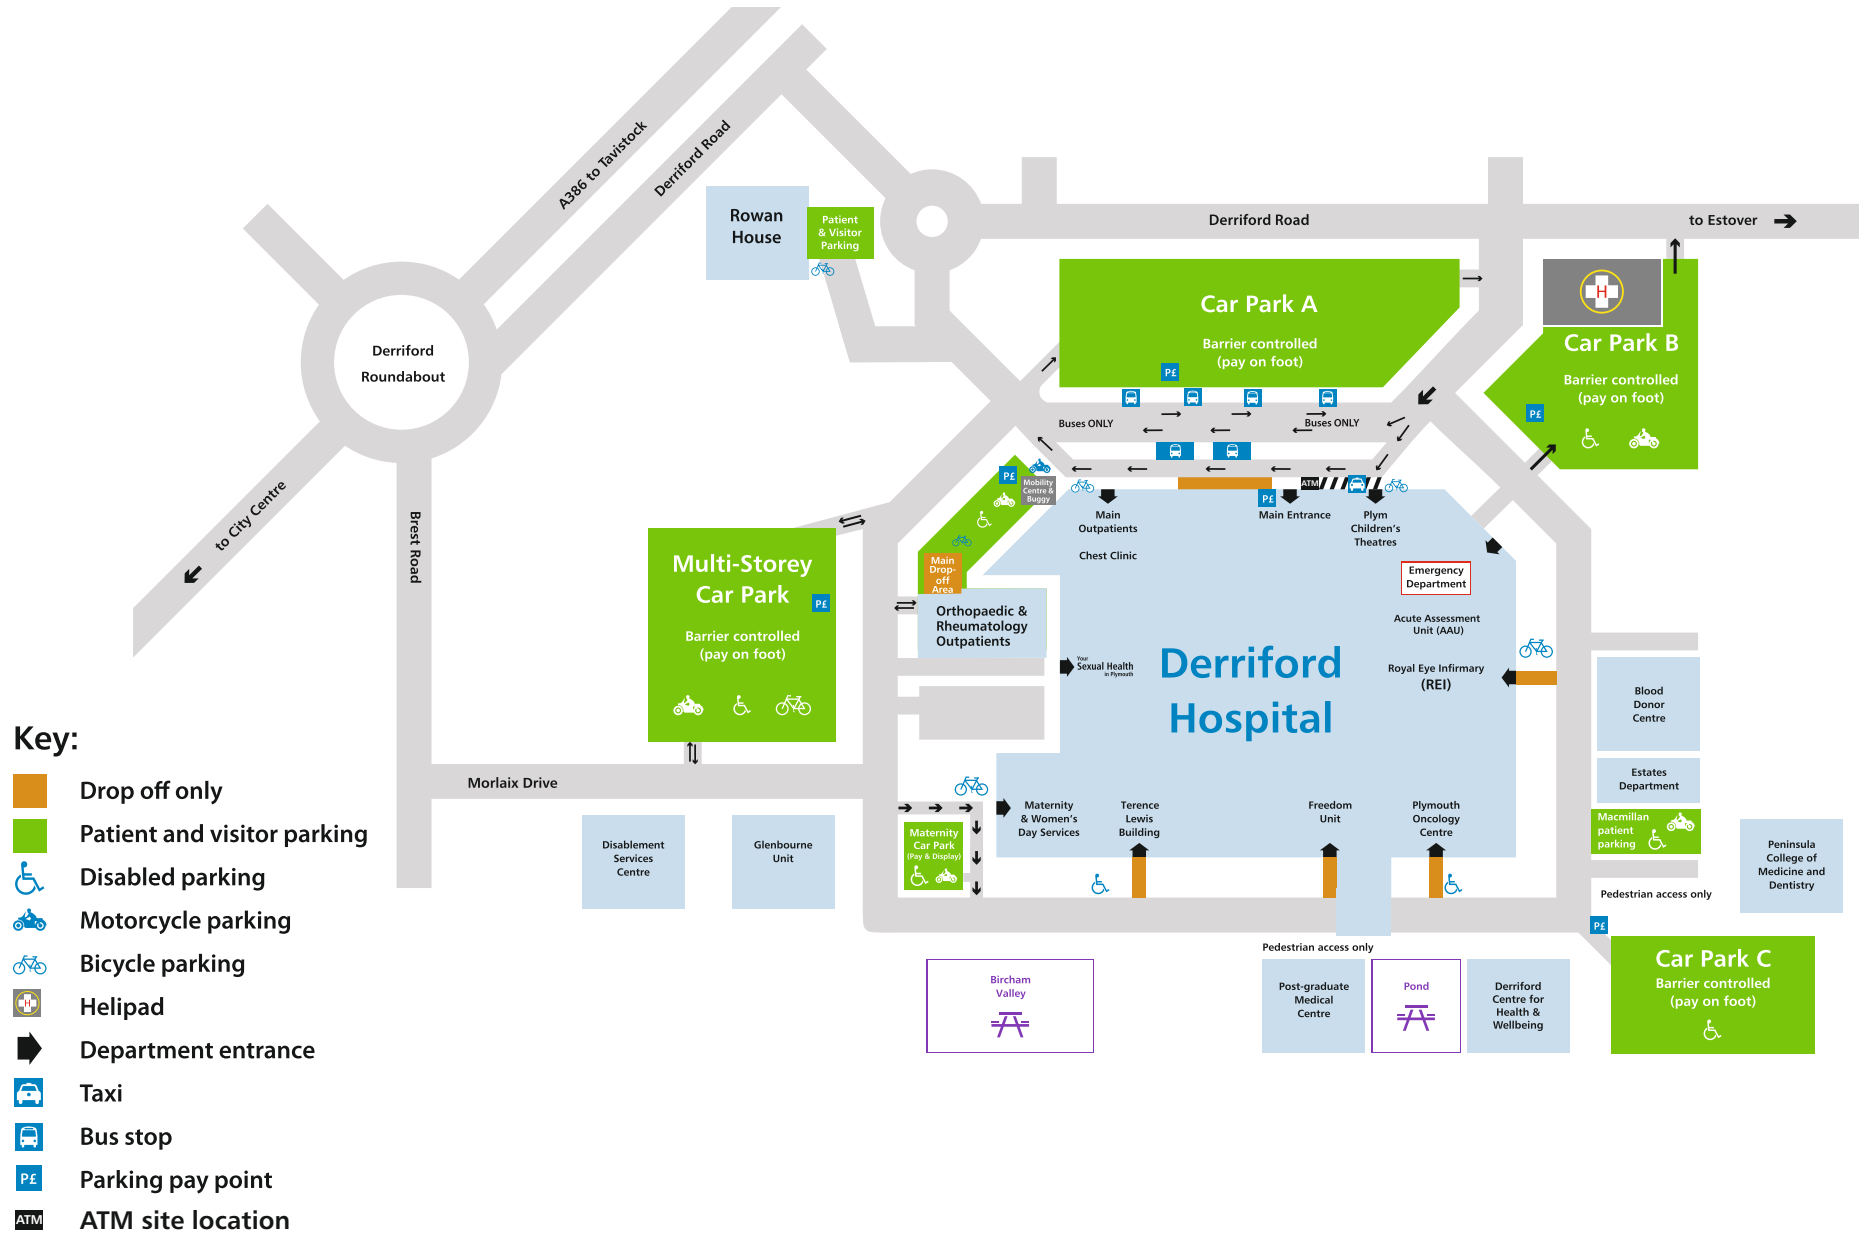 A386 to Tavistock
Derriford Road
Rowan
House
Patient
& Visitor
Parking
Derriford Road
to Estover
H
Car Park A
Barrier controlled
(pay on foot)
P£
Car Park B
Barrier controlled
(pay on foot)
P£
Derriford
Roundabout
to City Centre
Brest Road
Buses ONLY
Buses ONLY
P£
Mobility
Centre &
Buggy
ATM
P£
Main
Outpatients
Chest Clinic
Main Entrance
Plym
Children's
Theatres
Main
Drop-
off
Area
Multi-Storey
Car Park
P£
Barrier controlled
(pay on foot)
Orthopaedic &
Rheumatology
Outpatients
Emergency
Department
Acute Assessment
Unit (AAU)
Your
Sexual Health
in Plymouth
Derriford
Hospital
Royal Eye Infirmary
(REI)
Blood
Donor
Centre
Estates
Department
Macmillan
patient
parking
Peninsula
College of
Medicine and
Dentistry
Pedestrian access only
Morlaix Drive
Disablement
Services
Centre
Glenbourne
Unit
Maternity
Car Park
(Pay & Display)
Maternity
& Women's
Day Services
Terence
Lewis
Building
Freedom
Unit
Plymouth
Oncology
Centre
P£
Car Park C
Barrier controlled
(pay on foot)
Pedestrian access only
Bircham
Valley
Post-graduate
Medical
Centre
Pond
Derriford
Centre for
Health &
Wellbeing
Key:
Drop off only
Patient and visitor parking
Disabled parking
Motorcycle parking
Bicycle parking
H
Helipad
Department entrance
Taxi
Bus stop
P£
Parking pay point
ATM
ATM site location